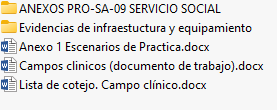 ANEXOS PRO-SA-09 SERVICIO SOCIAL
Evidencias de infraestuctura y equipamiento
Anexo 1 Escenarios de Practica.docx
Campos clinicos (documento de trabajo).docx
Lista de cotejo. Campo clínico.docx